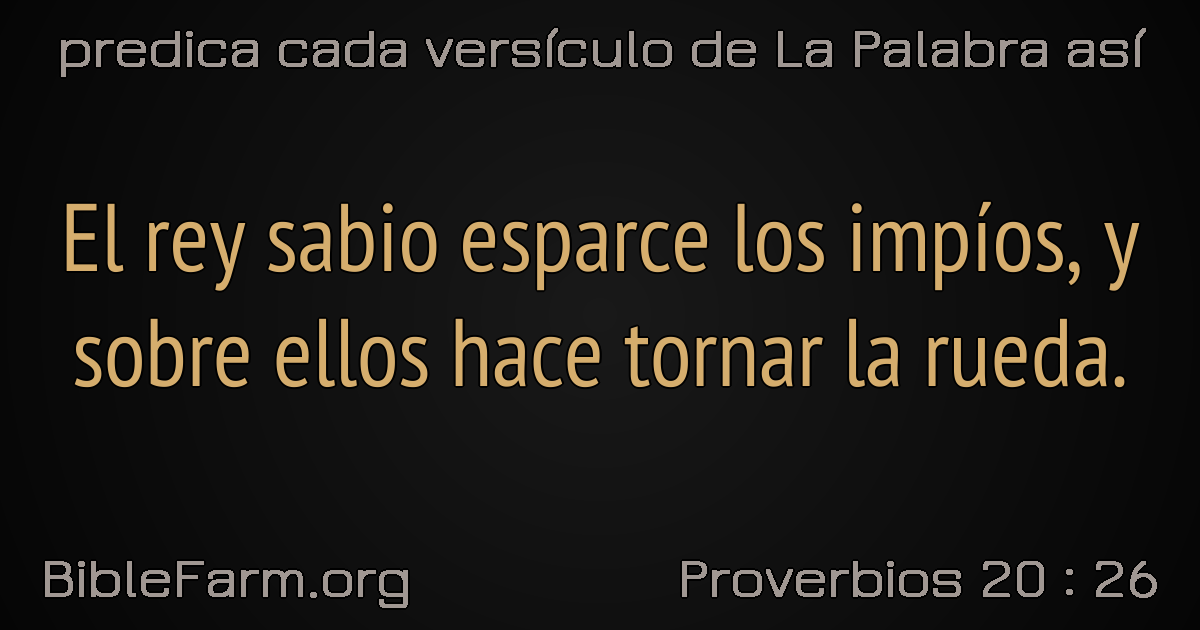 predica cada versículo de La Palabra así
El rey sabio esparce los impíos, y
sobre ellos hace tornar la rueda.
BibleFarm.org
Proverbios 20 : 26